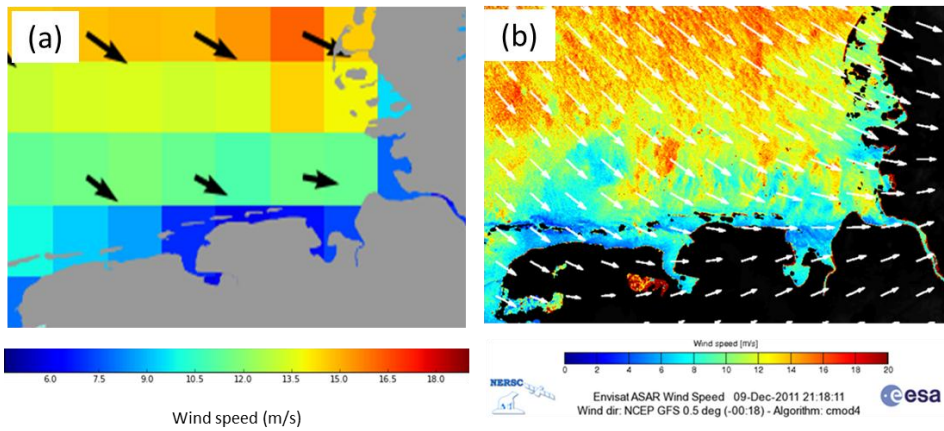 (a)
(b)
6.0 7.5 9.0 10.5 12.0 13.5 15.0 16.5 18.0
Wind speed (m/s)
Wind speed [m/s]
0 2 4 6 8 10 12 14 16 18 20
NERSC
Envisat ASAR Wind Speed 09-Dec-2011 21:18:11
Wind dir: NCEP GFS 0.5 deg (-00:18) - Algorithm: cmod4
esa